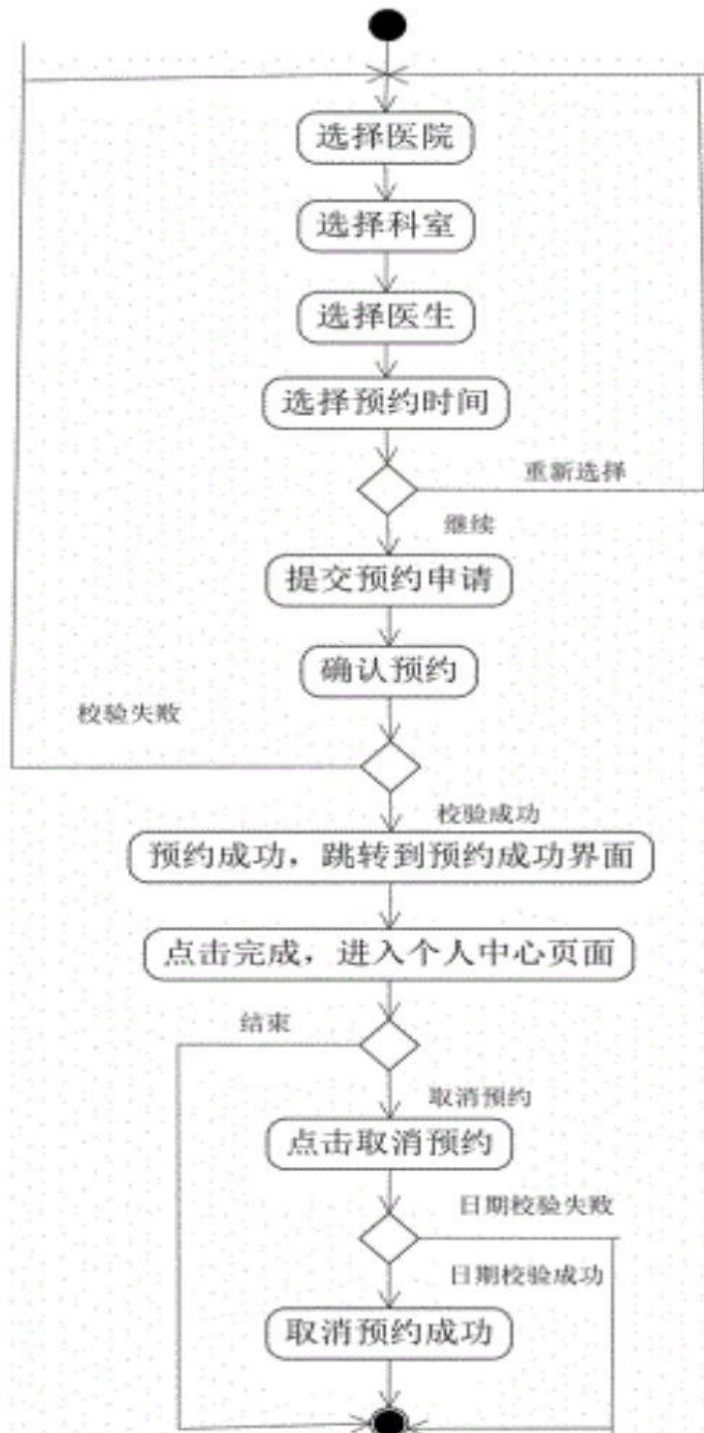 选择医院
选择科室
选择医生
选择预约时间
重新选择
继续
提交预约申请
确认预约
校验失败
校验成功
预约成功，跳转到预约成功界面
点击完成，进入个人中心页面
结束
取消预约
点击取消预约
日期校验失败
日期校验成功
取消预约成功